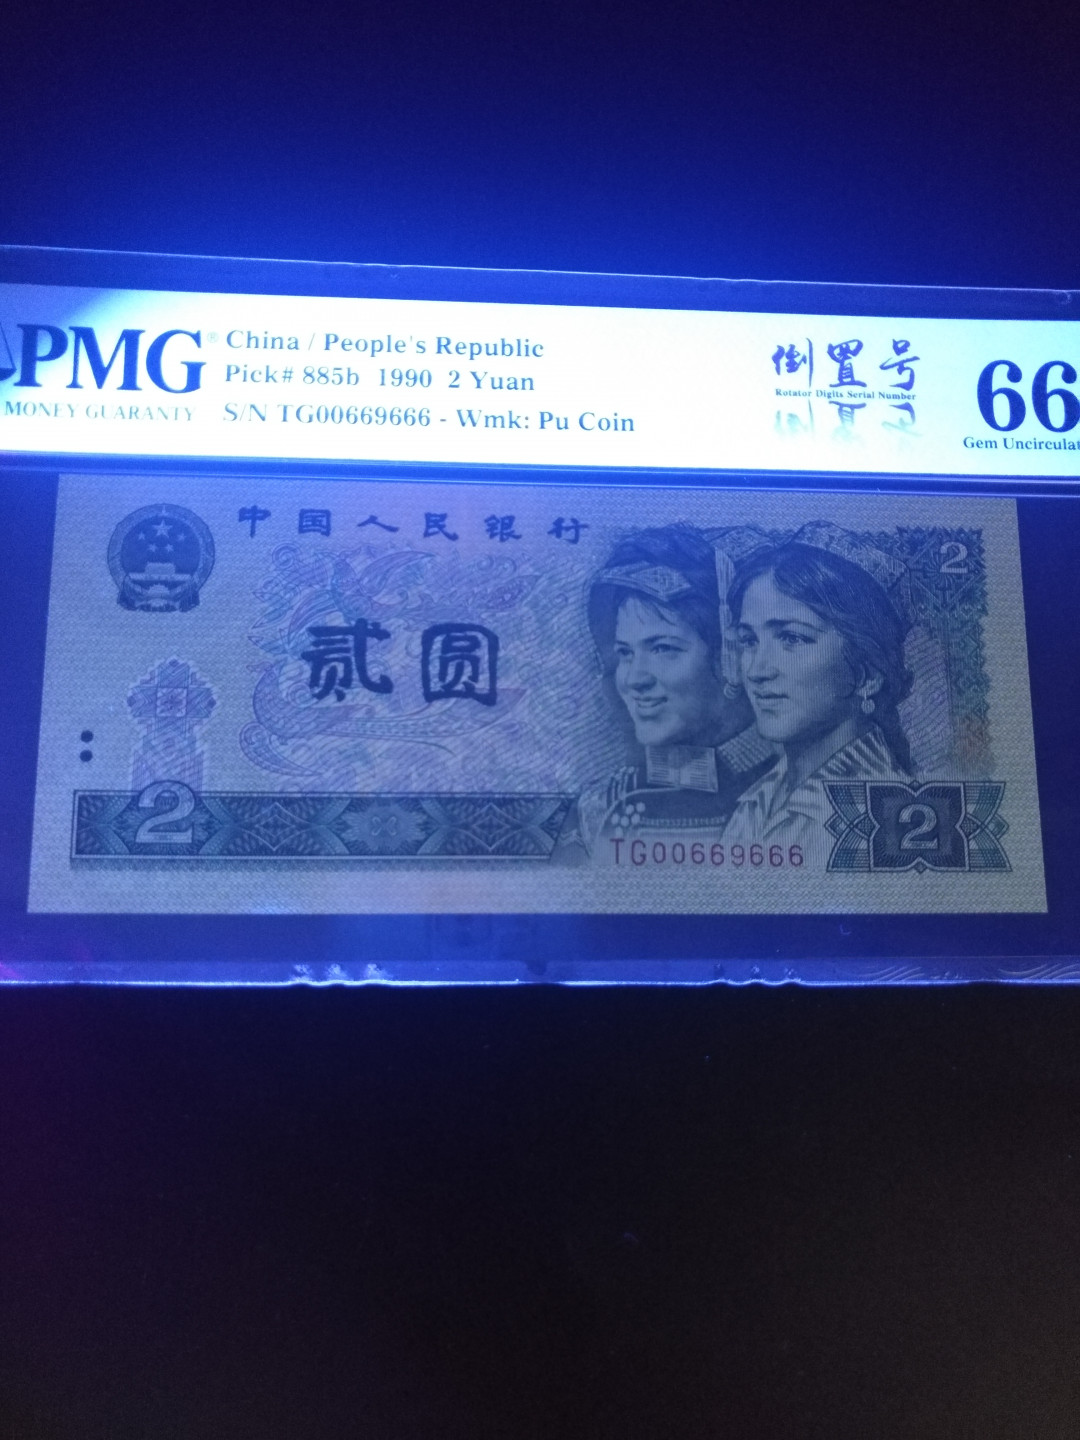 PMG® China / People's Republic
Pick# 885b 1990 2 Yuan
MONEY GUARANTY S/N TG00669666 - Wmk: Pu Coin
倒置号
Rotator Digits Serial Number
66
Gem Uncirculat
中国人民银行
2
贰圆
2
2
TG00669666